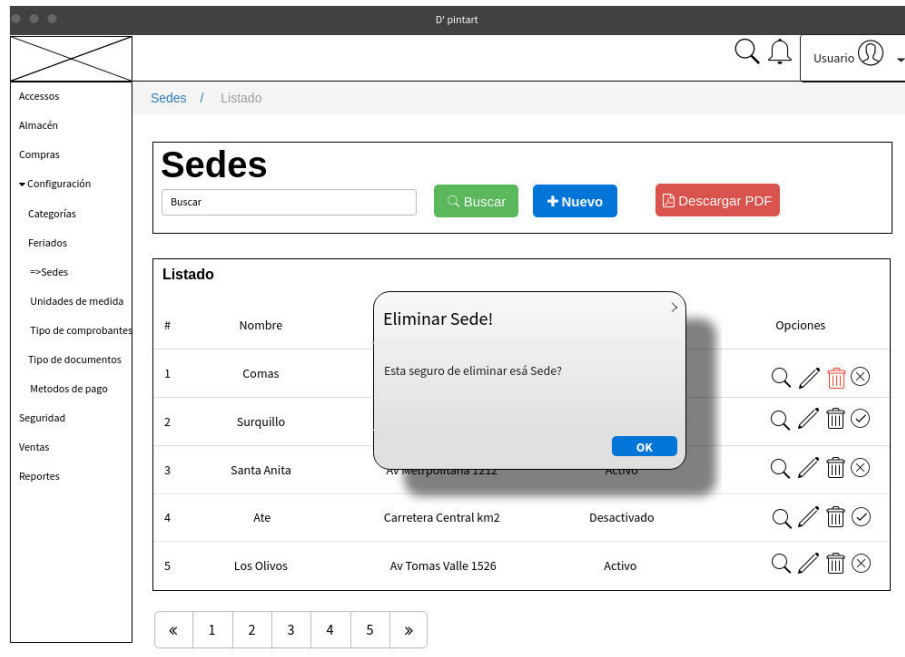 D' pintart
Usuario
Accessos
Almacén
Compras
Configuración
Categorías
Feriados
=>Sedes
Unidades de medida
Tipo de comprobantes
Tipo de documentos
Metodos de pago
Seguridad
Ventas
Reportes
Sedes / Listado
Sedes
Buscar Buscar +Nuevo Descargar PDF
Listado
# Nombre Opciones
Eliminar Sede!
Esta seguro de eliminar esá Sede?
OK
1 Comas
2 Surquillo
3 Santa Anita Av Metrpolitana 1212 Activo
4 Ate Carretera Central km2 Desactivado
5 Los Olivos Av Tomas Valle 1526 Activo
« 1 2 3 4 5 »